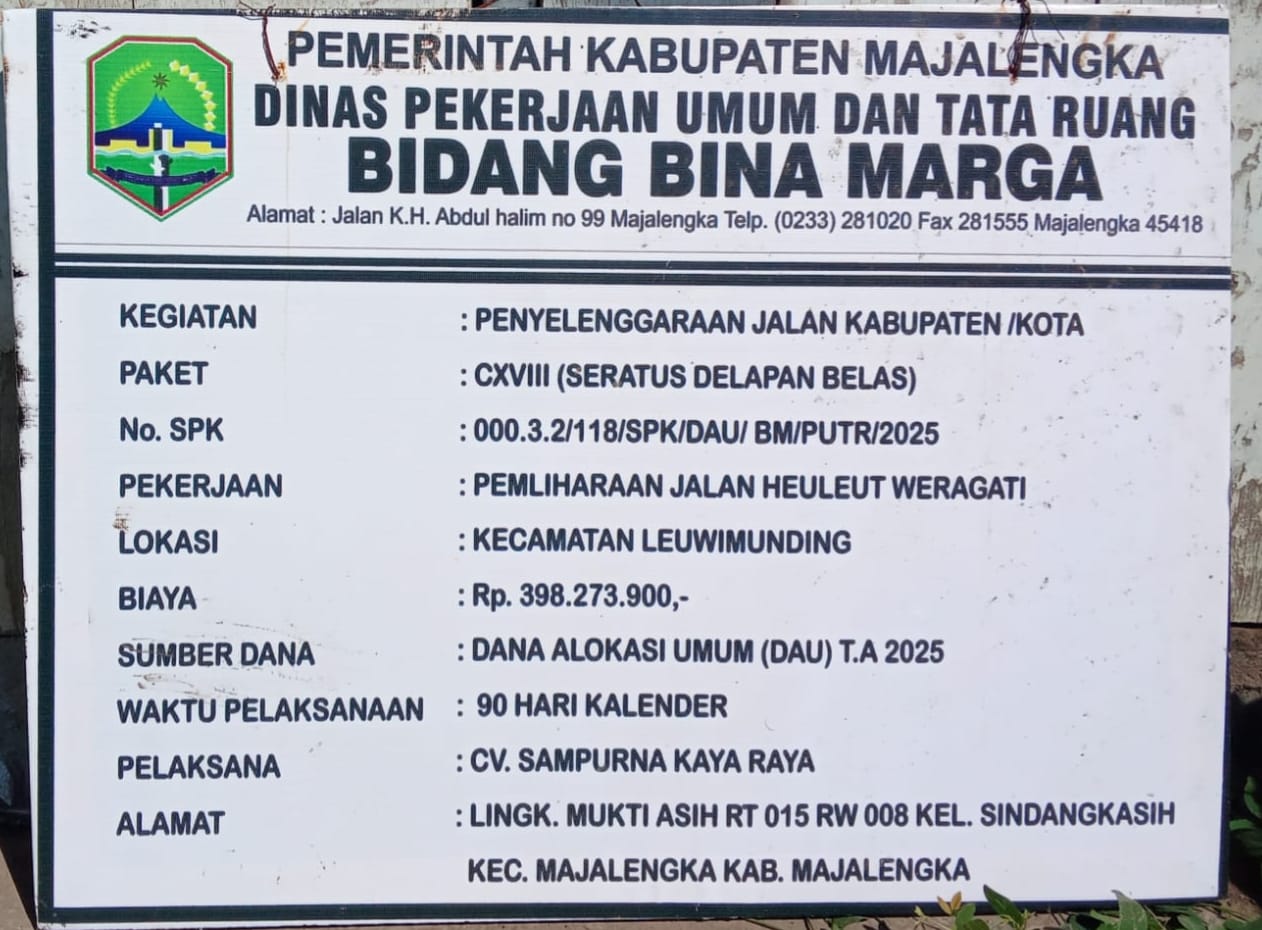 PEMERINTAH KABUPATEN MAJALENGKA
DINAS PEKERJAAN UMUM DAN TATA RUANG
BIDANG BINA MARGA
Alamat : Jalan K.H. Abdul halim no 99 Majalengka Telp. (0233) 281020 Fax 281555 Majalengka 45418
KEGIATAN : PENYELENGGARAAN JALAN KABUPATEN /KOTA
PAKET : CXVIII (SERATUS DELAPAN BELAS)
No. SPK : 000.3.2/118/SPK/DAU/ BM/PUTR/2025
PEKERJAAN : PEMLIHARAAN JALAN HEULEUT WERAGATI
LOKASI : KECAMATAN LEUWIMUNDING
BIAYA : Rp. 398.273.900,-
SUMBER DANA : DANA ALOKASI UMUM (DAU) T.A 2025
WAKTU PELAKSANAAN : 90 HARI KALENDER
PELAKSANA : CV. SAMPURNA KAYA RAYA
ALAMAT : LINGK. MUKTI ASIH RT 015 RW 008 KEL. SINDANGKASIH
KEC. MAJALENGKA KAB. MAJALENGKA